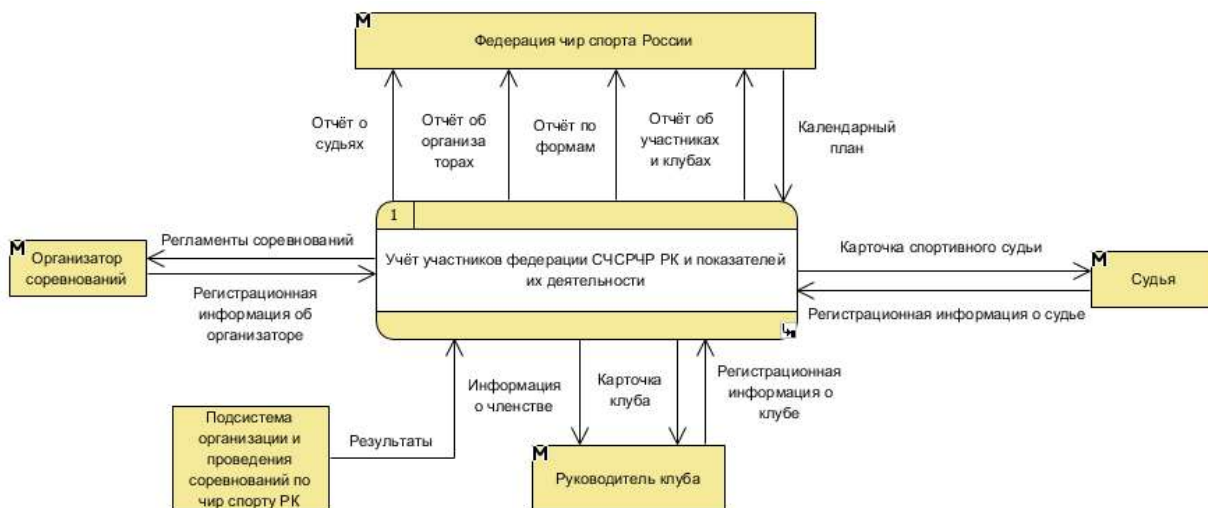 M
Федерация чир спорта России
Отчёт о
судьях
Отчёт об
организа
торах
Отчёт по
формам
Отчёт об
участниках
и клубах
Календарный
план
1
Учёт участников федерации СЧСРЧР РК и показателей
их деятельности
M
Организатор
соревнований
Регламенты соревнований
Регистрационная
информация об
организаторе
Карточка спортивного судьи
M
Судья
Регистрационная информация о судье
Подсистема
организации и
проведения
соревнований по
чир спорту РК
Результаты
Информация
о членстве
Карточка
клуба
Регистрационная
информация о
клубе
M
Руководитель клуба